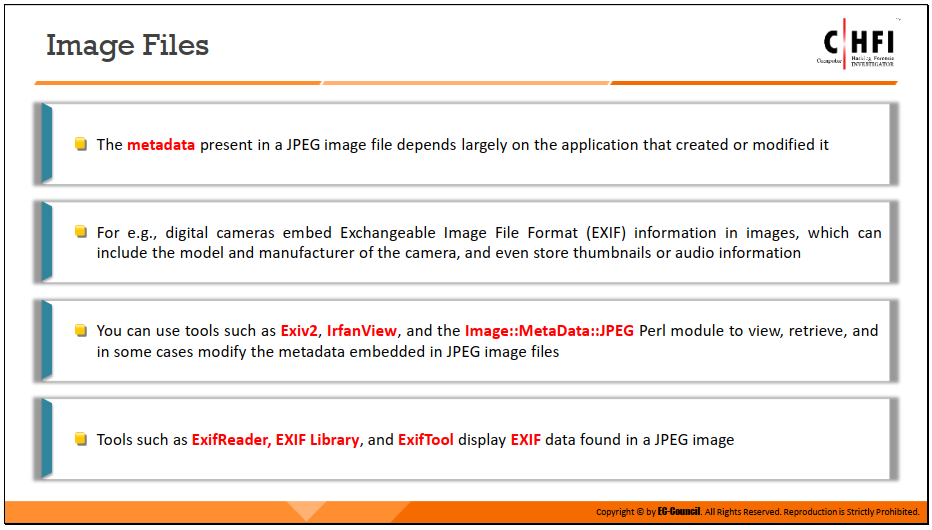 Image Files
C HFI
Computer Hacking Forensic
INVESTIGATOR
The metadata present in a JPEG image file depends largely on the application that created or modified it
For e.g., digital cameras embed Exchangeable Image File Format (EXIF) information in images, which can
include the model and manufacturer of the camera, and even store thumbnails or audio information
You can use tools such as Exiv2, IrfanView, and the Image::MetaData::JPEG Perl module to view, retrieve, and
in some cases modify the metadata embedded in JPEG image files
Tools such as ExifReader, EXIF Library, and ExifTool display EXIF data found in a JPEG image
Copyright © by EC-Council. All Rights Reserved. Reproduction is Strictly Prohibited.